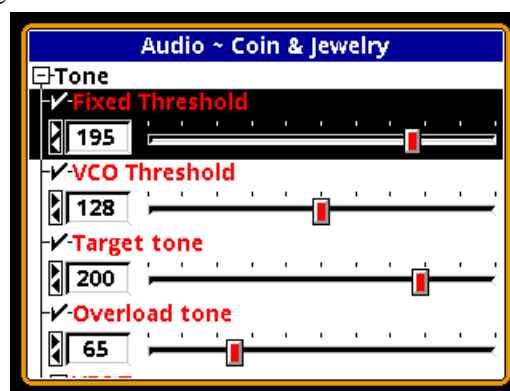 Audio ~ Coin & Jewelry
Tone
Fixed Threshold
195
VCO Threshold
128
Target tone
200
Overload tone
65